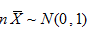 n X̅ ~ N(0, 1)